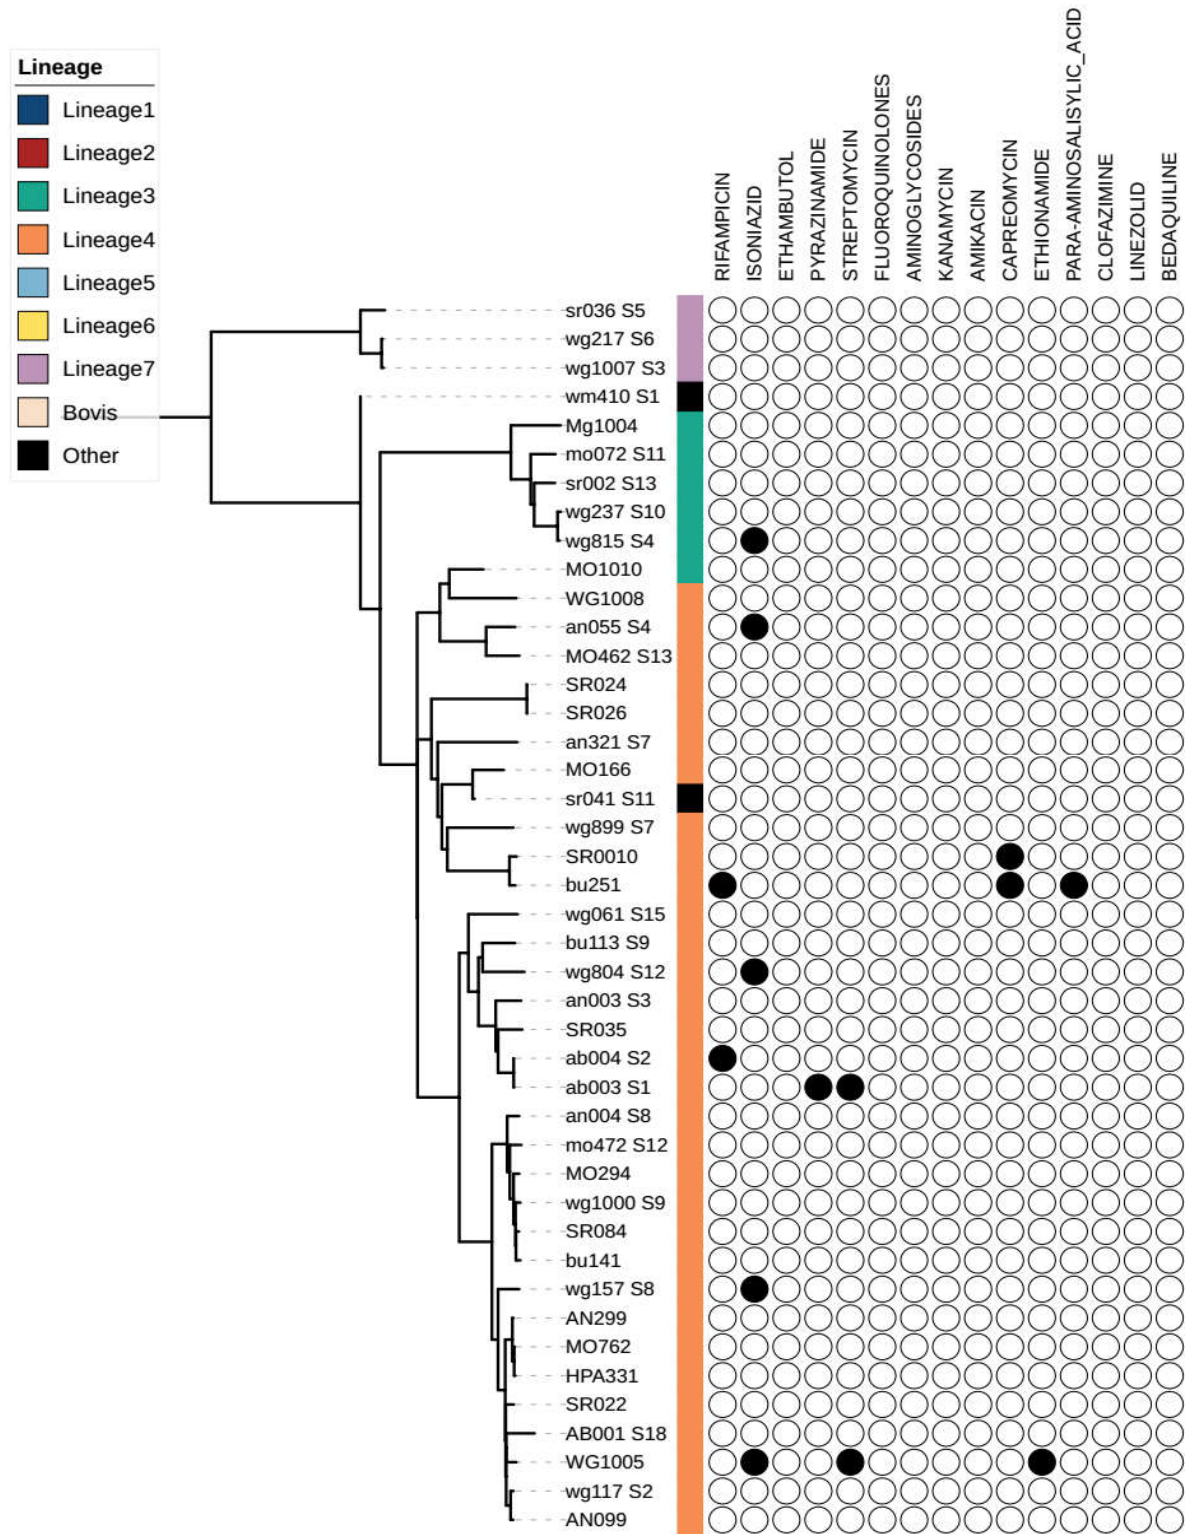 Lineage
Lineage1
Lineage2
Lineage3
Lineage4
Lineage5
Lineage6
Lineage7
Bovis
Other
RIFAMPICIN
ISONIAZID
ETHAMBUTOL
PYRAZINAMIDE
STREPTOMYCIN
FLUOROQUINOLONES
AMINOGLYCOSIDES
KANAMYCIN
AMIKACIN
CAPREOMYCIN
ETHIONAMIDE
PARA-AMINOSALISYLIC_ACID
CLOFAZIMINE
LINEZOLID
BEDAQUILINE
sr036 S5
wg217 S6
wg1007 S3
wm410 S1
Mg1004
mo072 S11
sr002 S13
wg237 S10
wg815 S4
MO1010
WG1008
an055 S4
MO462 S13
SR024
SR026
an321 S7
MO166
sr041 S11
wg899 S7
SR0010
bu251
wg061 S15
bu113 S9
wg804 S12
an003 S3
SR035
ab004 S2
ab003 S1
an004 S8
mo472 S12
MO294
wg1000 S9
SR084
bu141
wg157 S8
AN299
MO762
HPA331
SR022
AB001 S18
WG1005
wg117 S2
AN099